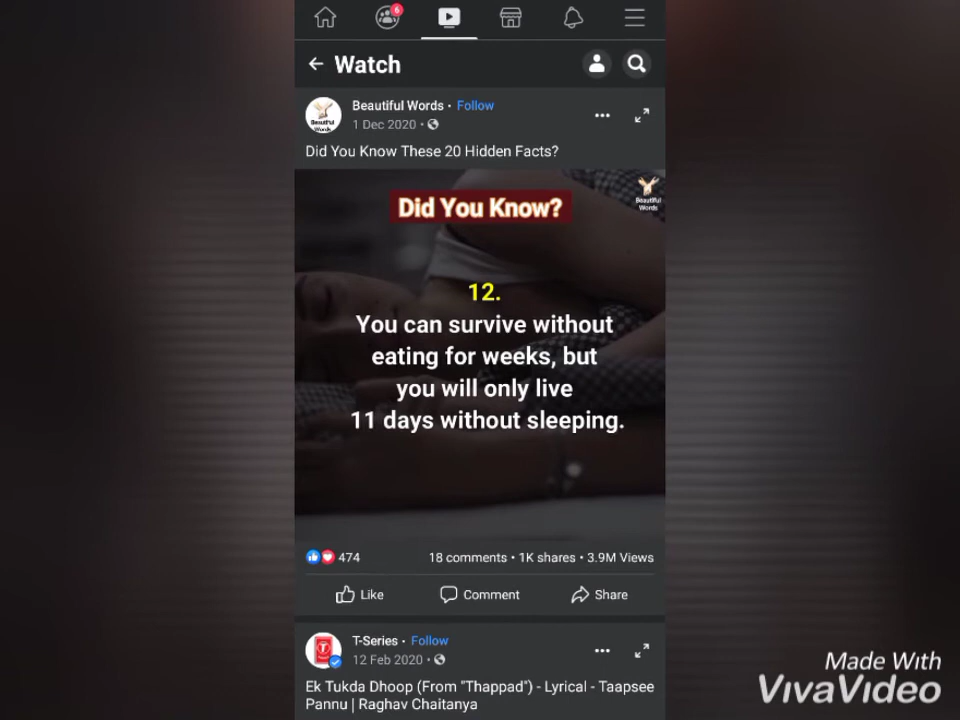 6
Watch
Beautiful Words • Follow
1 Dec 2020 •
Did You Know These 20 Hidden Facts?
Beautiful
Words
Did You Know?
Beautiful
Words
12.
You can survive without
eating for weeks, but
you will only live
11 days without sleeping.
474
18 comments • 1K shares • 3.9M Views
Like
Comment
Share
T-Series • Follow
12 Feb 2020 •
Ek Tukda Dhoop (From "Thappad") - Lyrical - Taapsee
Pannu | Raghav Chaitanya
Made With
VivaVideo